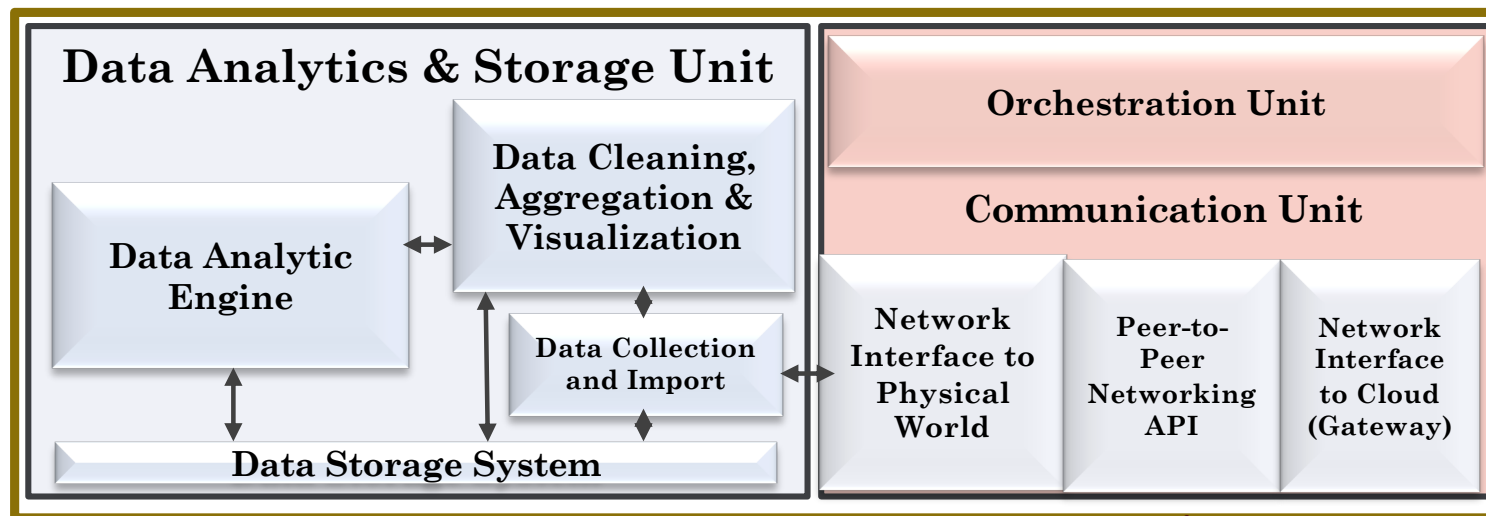 Data Analytics & Storage Unit
Data Cleaning,
Aggregation &
Visualization
Data Analytic
Engine
Data Collection
and Import
Data Storage System
Orchestration Unit
Communication Unit
Network
Interface to
Physical
World
Peer-to-
Peer
Networking
API
Network
Interface
to Cloud
(Gateway)